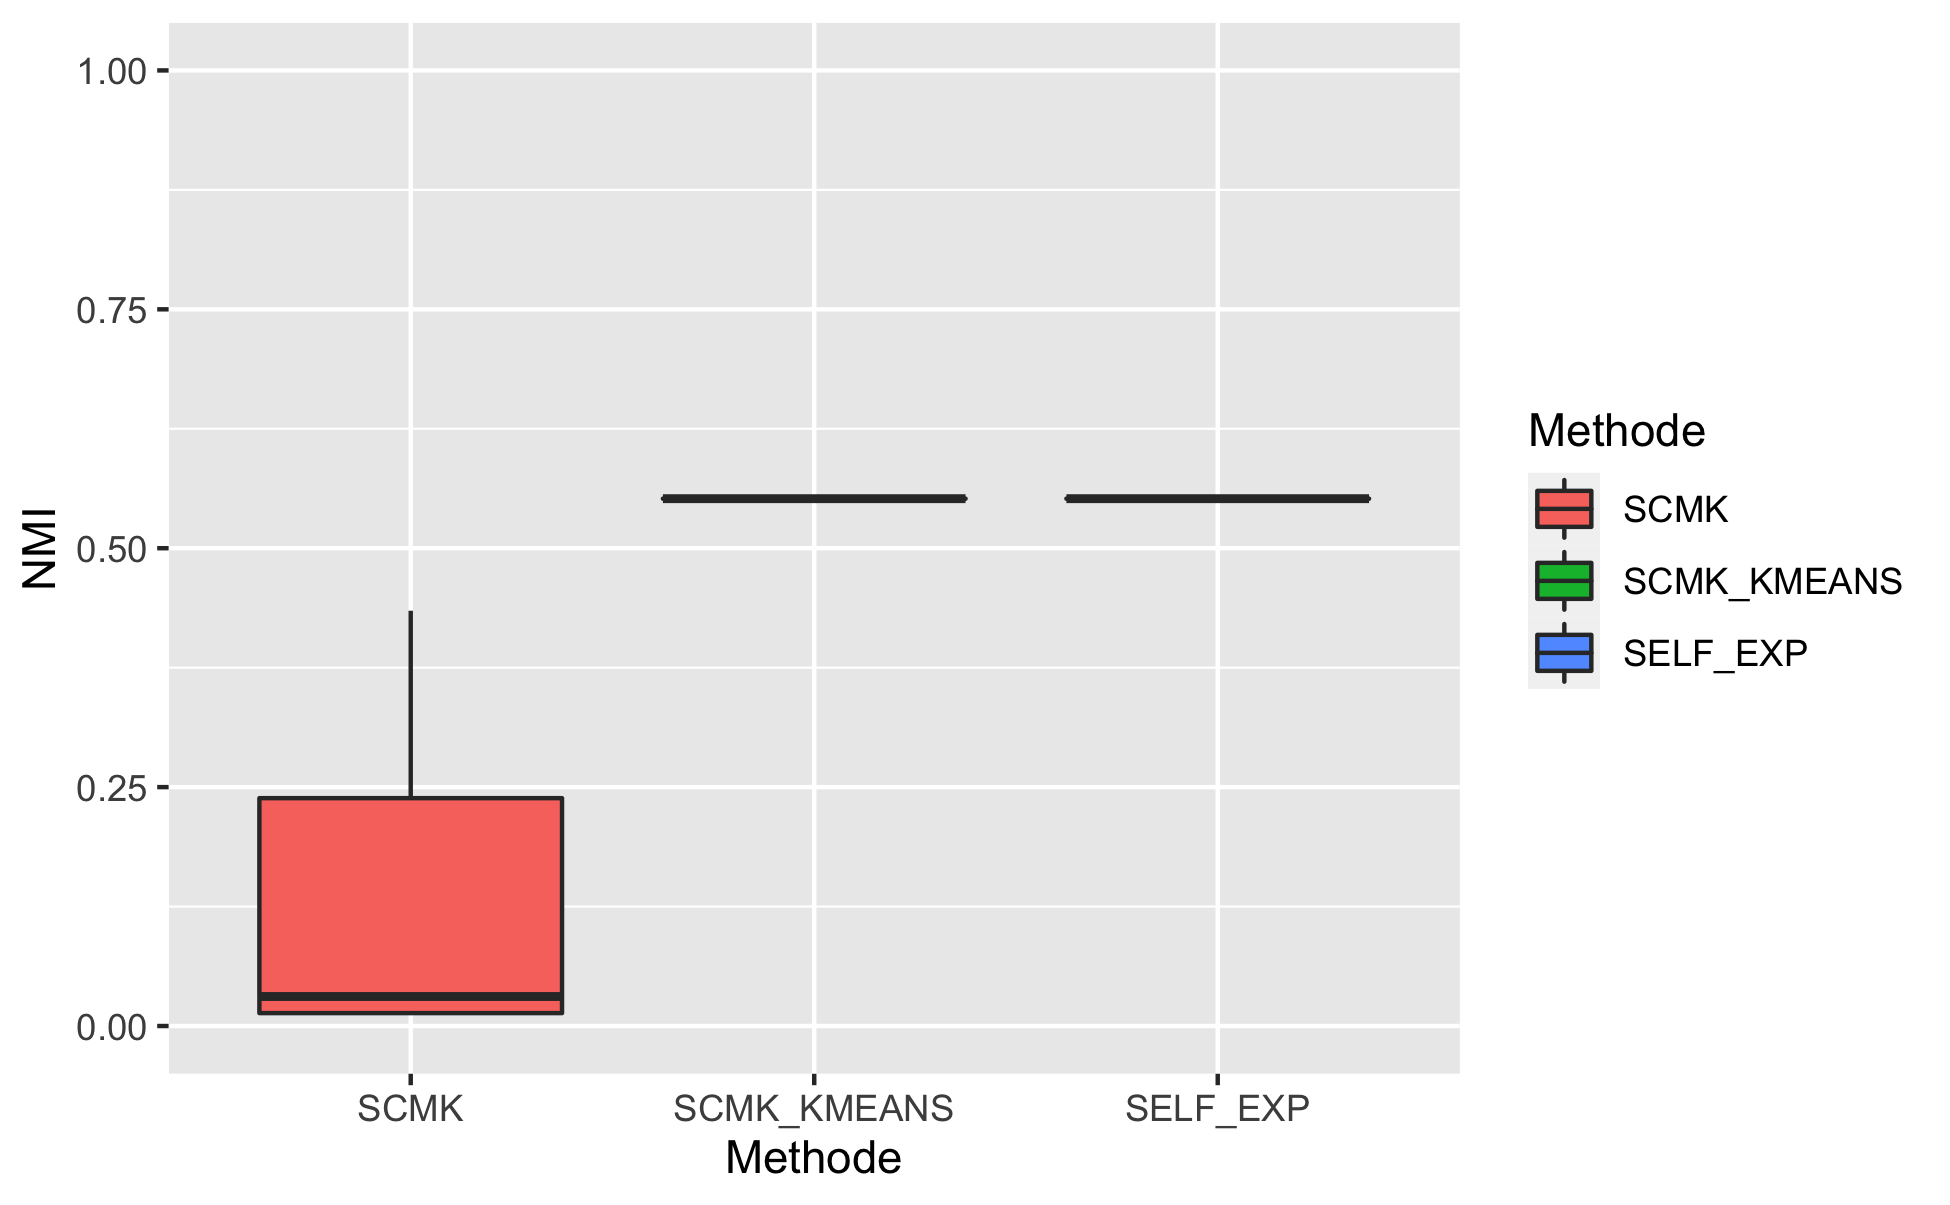 1.00
0.75
0.50
0.25
0.00
NMI
SCMK
SCMK_KMEANS
SELF_EXP
Methode
Methode
SCMK
SCMK_KMEANS
SELF_EXP